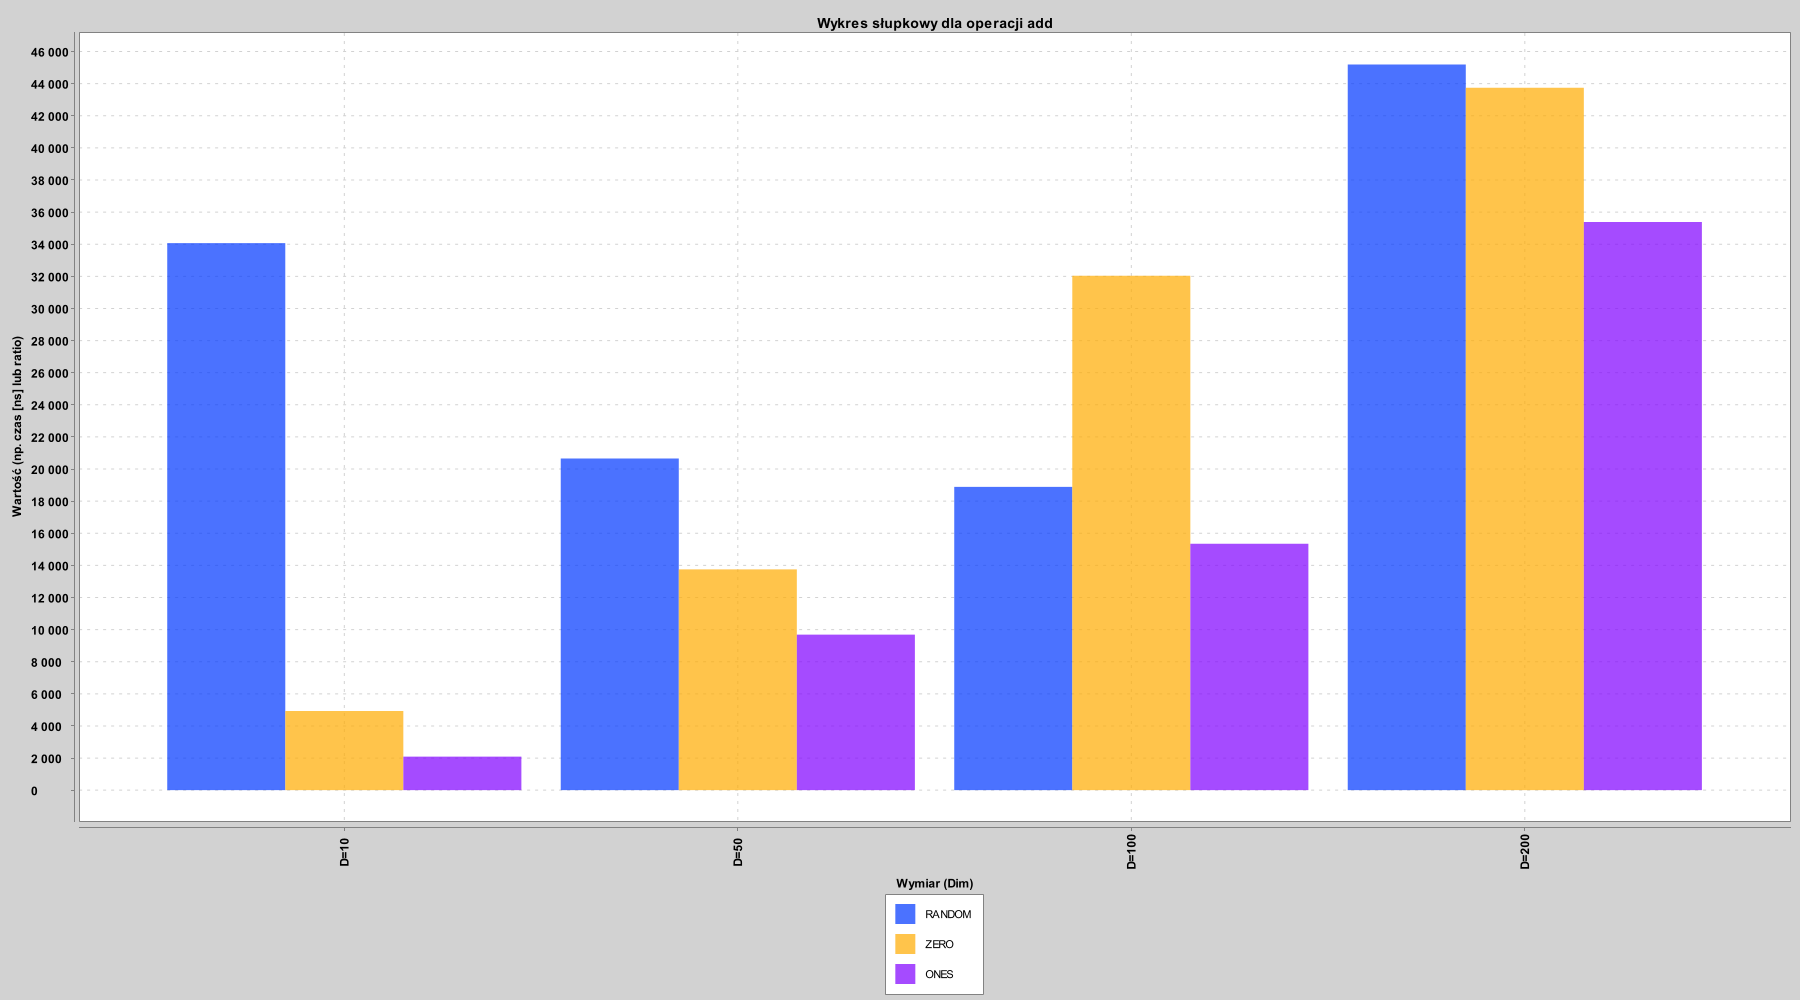 Wykres słupkowy dla operacji add
46 000
44 000
42 000
40 000
38 000
36 000
34 000
32 000
30 000
28 000
26 000
24 000
22 000
20 000
18 000
16 000
14 000
12 000
10 000
8 000
6 000
4 000
2 000
0
Wartość (np. czas [ns] lub ratio)
D=10
D=50
D=100
D=200
Wymiar (Dim)
RANDOM
ZERO
ONES